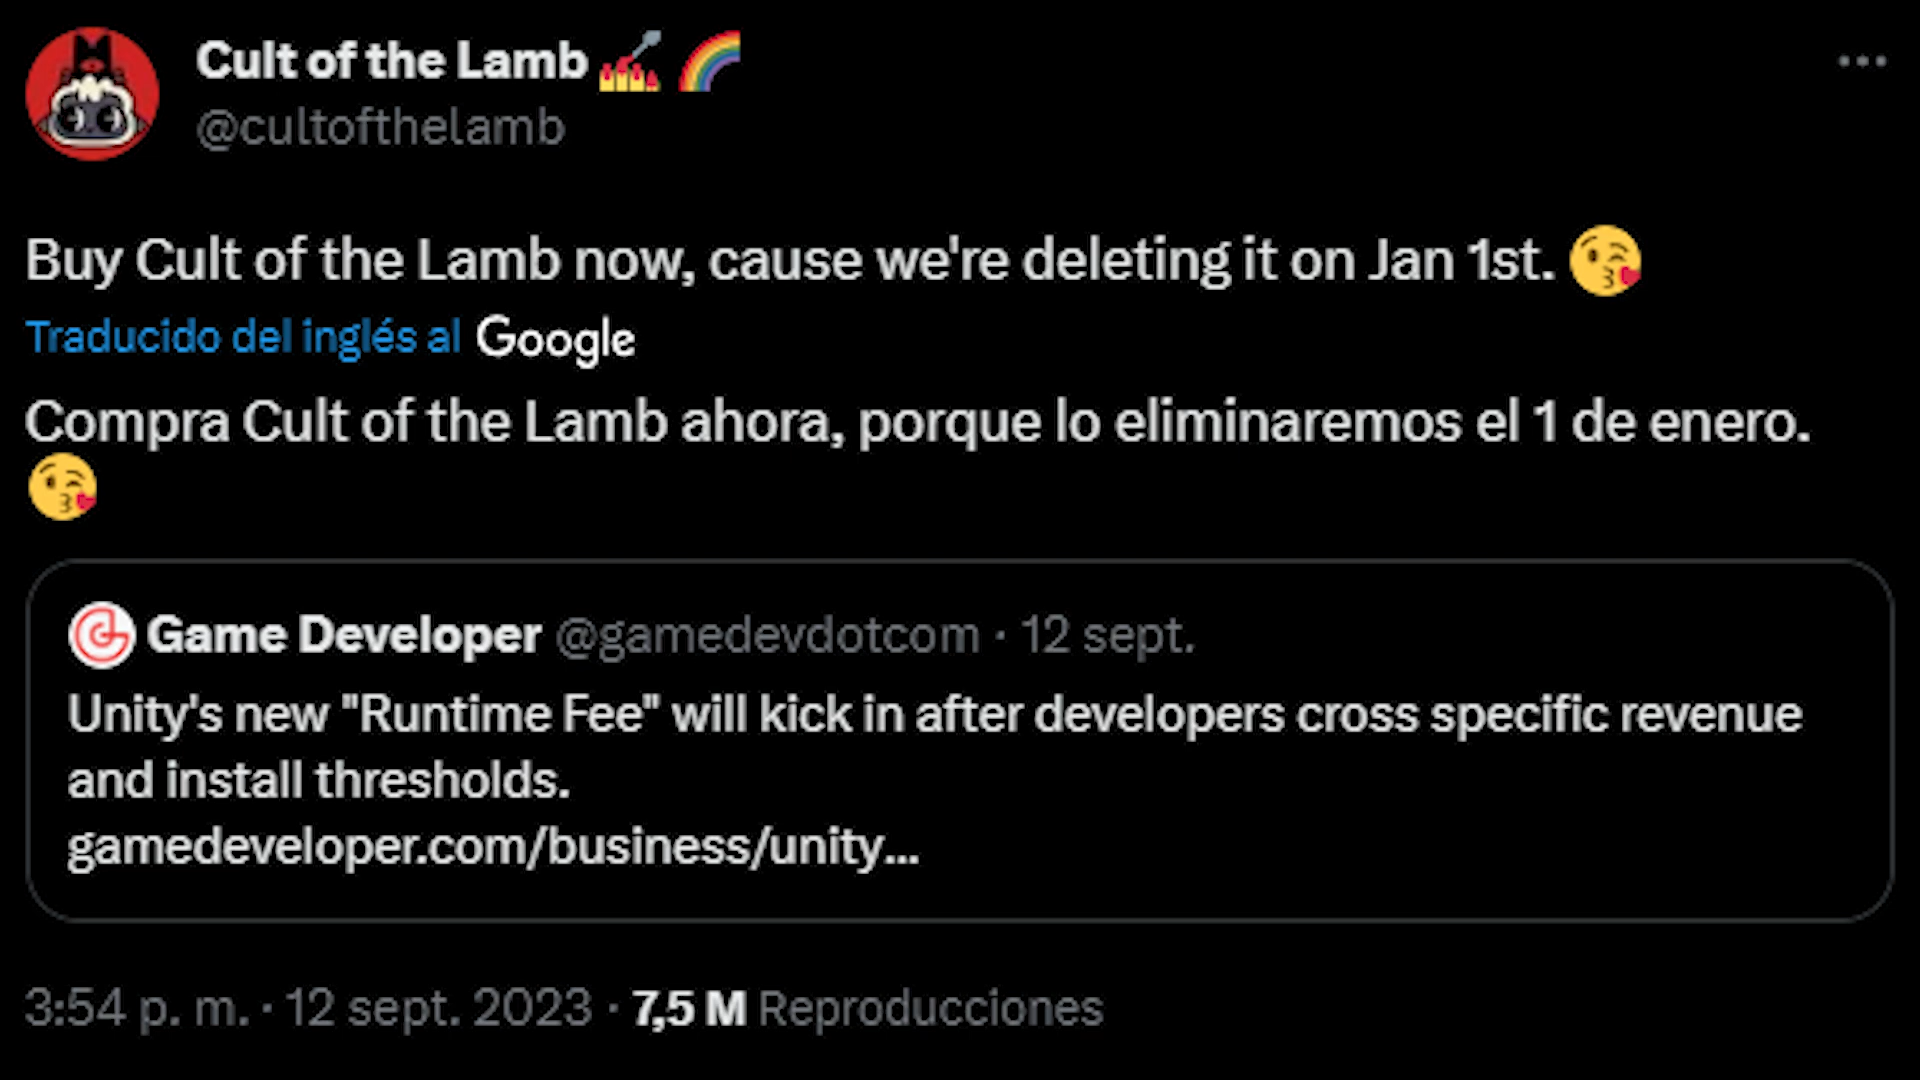 Cult of the Lamb
@cultofthelamb
Buy Cult of the Lamb now, cause we're deleting it on Jan 1st. 😘
Traducido del inglés al Google
Compra Cult of the Lamb ahora, porque lo eliminaremos el 1 de enero.
😘
Game Developer @gamedevdotcom · 12 sept.
Unity's new "Runtime Fee" will kick in after developers cross specific revenue
and install thresholds.
gamedeveloper.com/business/unity...
3:54 p. m. · 12 sept. 2023 · 7,5 M Reproducciones